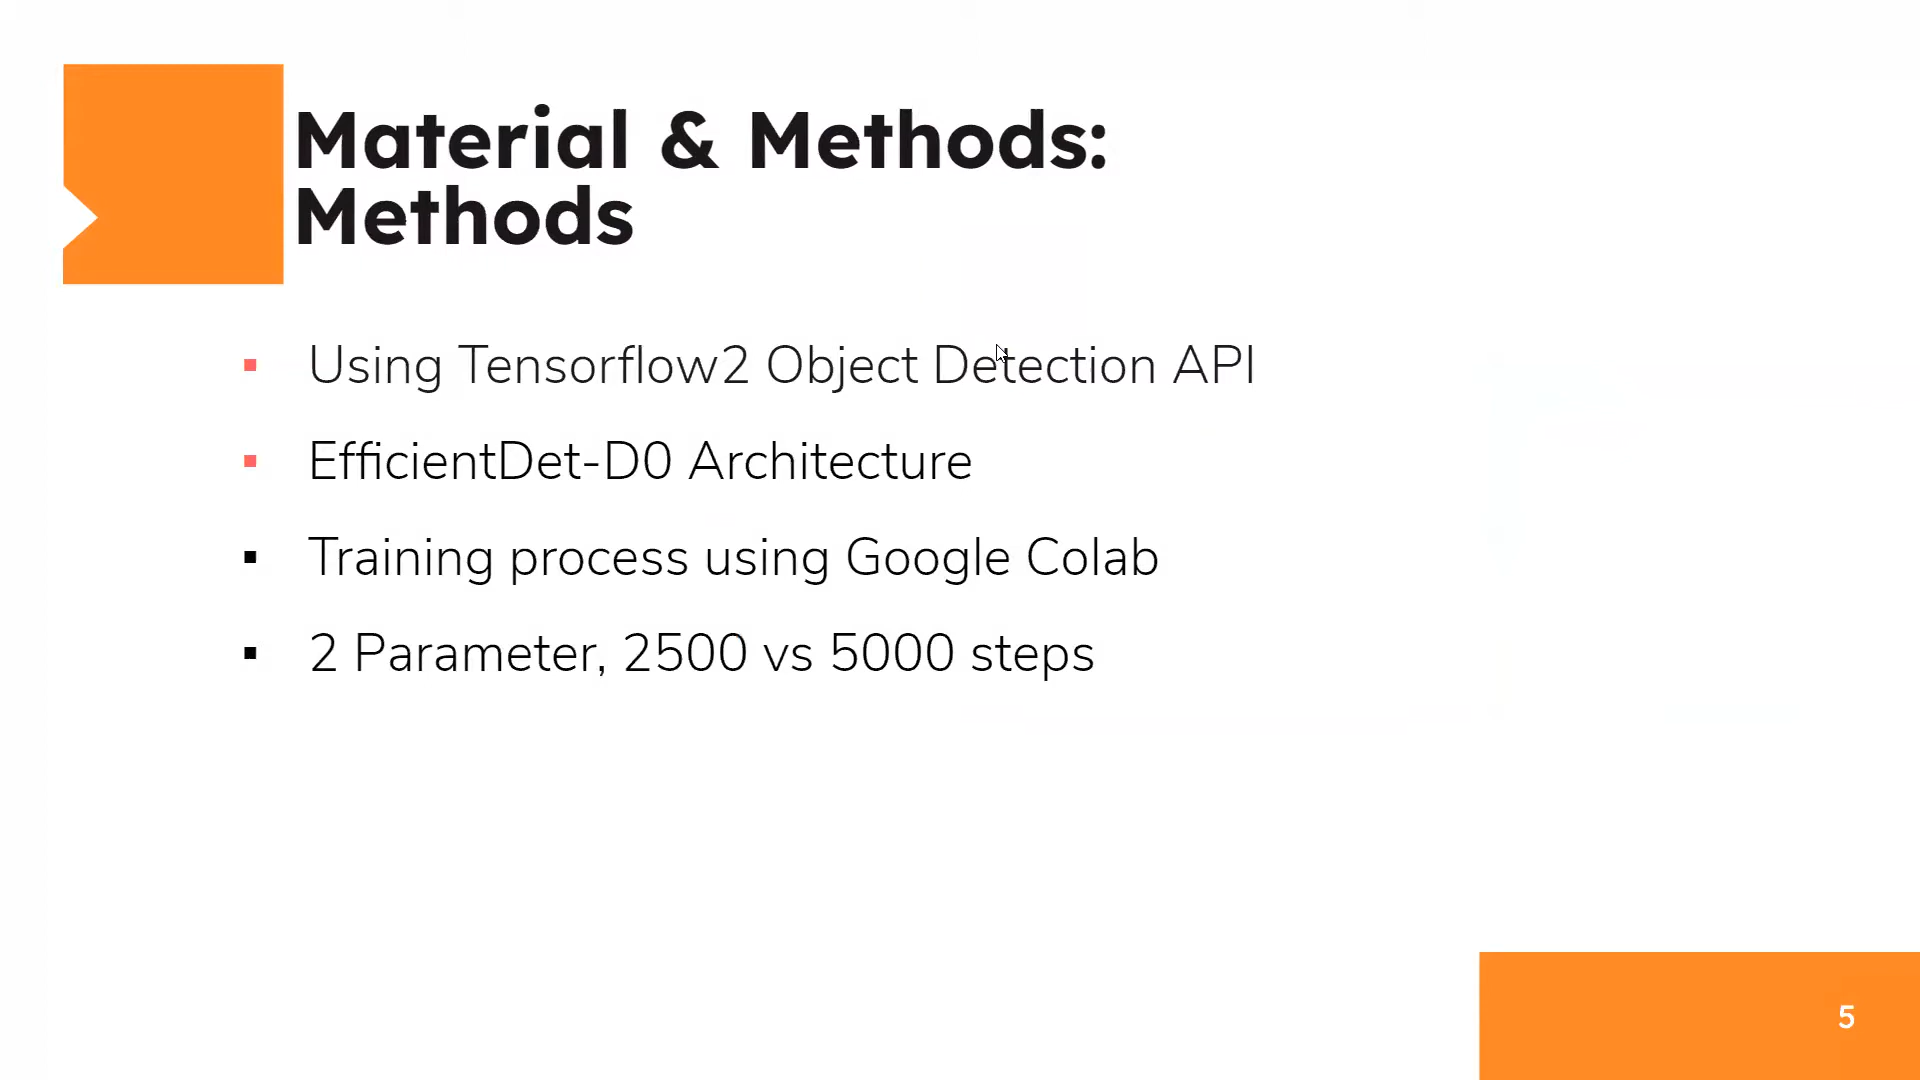 Material & Methods:
Methods
▪ Using Tensorflow2 Object Detection API
▪ EfficientDet-D0 Architecture
▪ Training process using Google Colab
▪ 2 Parameter, 2500 vs 5000 steps
5